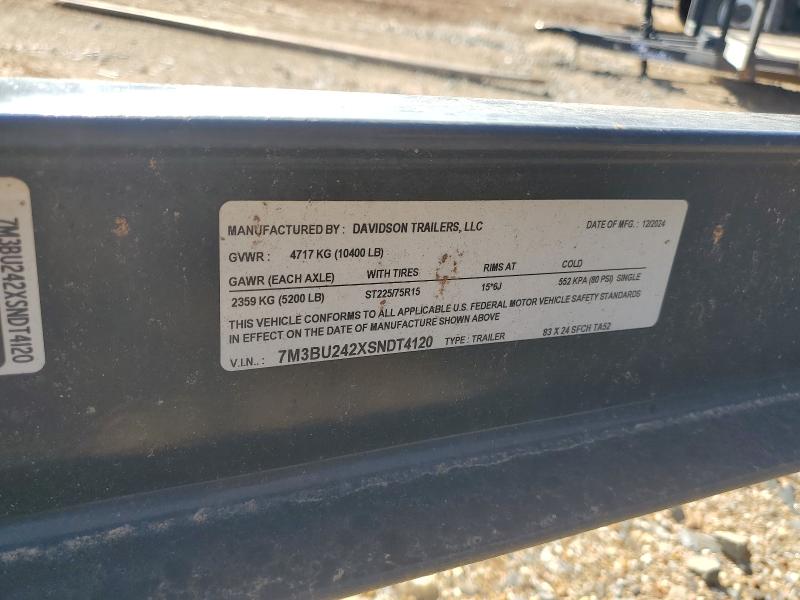 7M3BU242XSNDT4120
MANUFACTURED BY : DAVIDSON TRAILERS, LLC DATE OF MFG. : 12/2024
GVWR : 4717 KG (10400 LB)
GAWR (EACH AXLE) WITH TIRES RIMS AT COLD
2359 KG (5200 LB) ST225/75R15 15*6J 552 KPA (80 PSI) SINGLE
THIS VEHICLE CONFORMS TO ALL APPLICABLE U.S. FEDERAL MOTOR VEHICLE SAFETY STANDARDS
IN EFFECT ON THE DATE OF MANUFACTURE SHOWN ABOVE
V.I.N.. : 7M3BU242XSNDT4120 TYPE : TRAILER 83 X 24 SFCH TA52